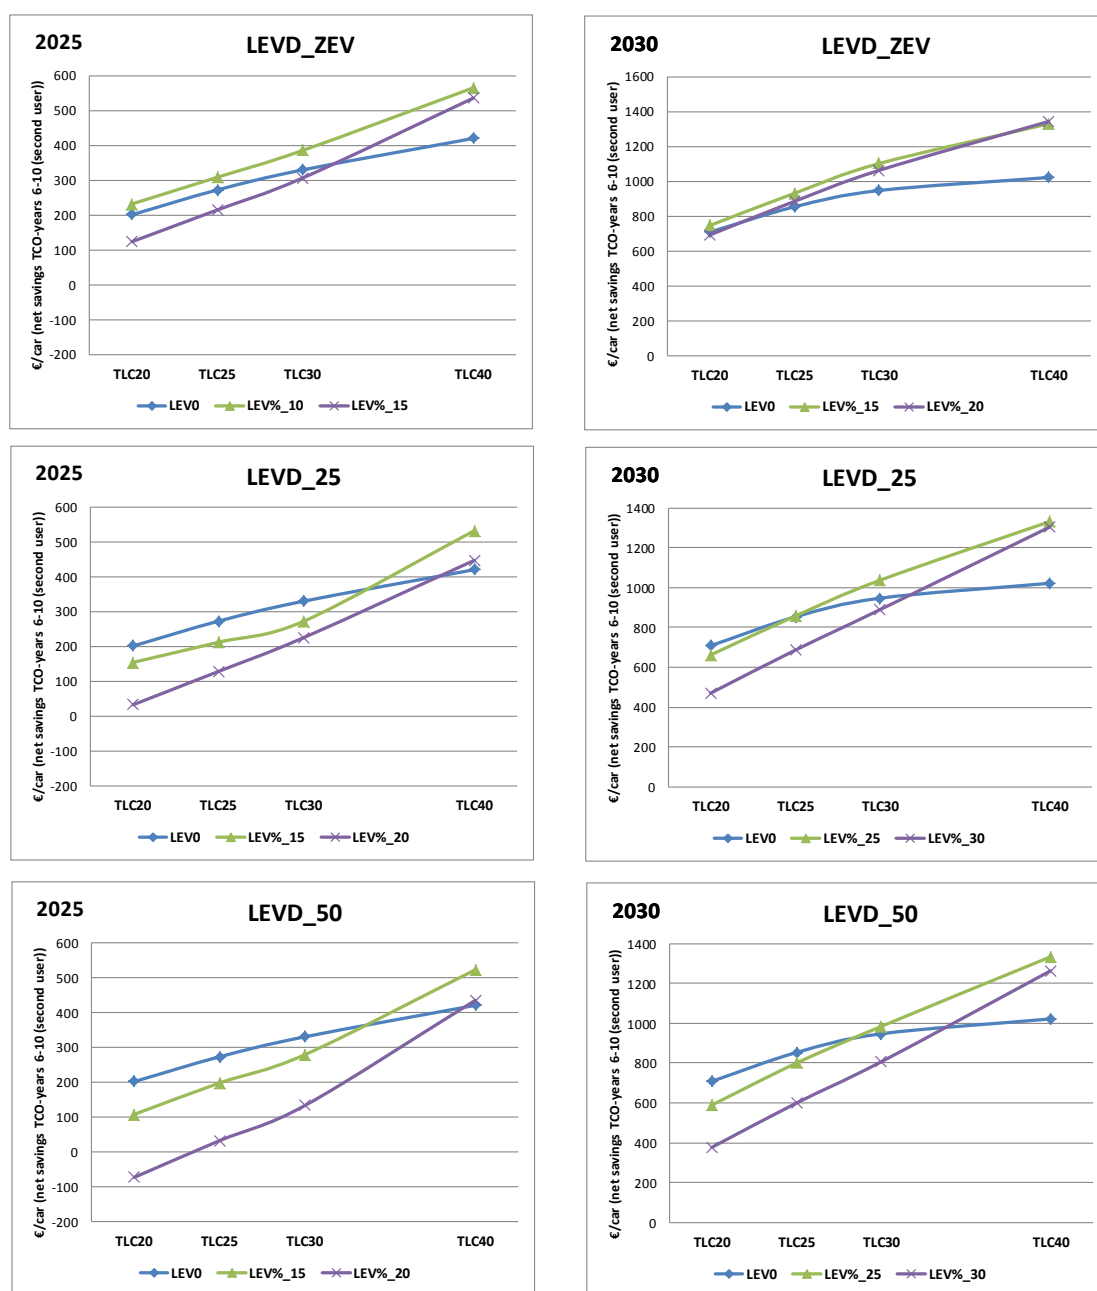 2025
LEVD_ZEV
€/car (net savings TCO-years 6-10 (second user))
600
500
400
300
200
100
0
-100
-200
TLC20 TLC25 TLC30 TLC40
LEV0 LEV%_10 LEV%_15
2030
LEVD_ZEV
€/car (net savings TCO-years 6-10 (second user)
1600
1400
1200
1000
800
600
400
200
0
TLC20 TLC25 TLC30 TLC40
LEV0 LEV%_15 LEV%_20
2025
LEVD_25
€/car (net savings TCO-years 6-10 (second user))
600
500
400
300
200
100
0
-100
-200
TLC20 TLC25 TLC30 TLC40
LEV0 LEV%_15 LEV%_20
2030
LEVD_25
€/car (net savings TCO-years 6-10 (second user)
1400
1200
1000
800
600
400
200
0
TLC20 TLC25 TLC30 TLC40
LEV0 LEV%_25 LEV%_30
2025
LEVD_50
€/car (net savings TCO-years 6-10 (second user))
600
500
400
300
200
100
0
-100
-200
TLC20 TLC25 TLC30 TLC40
LEV0 LEV%_15 LEV%_20
2030
LEVD_50
€/car (net savings TCO-years 6-10 (second user)
1400
1200
1000
800
600
400
200
0
TLC20 TLC25 TLC30 TLC40
LEV0 LEV%_25 LEV%_30